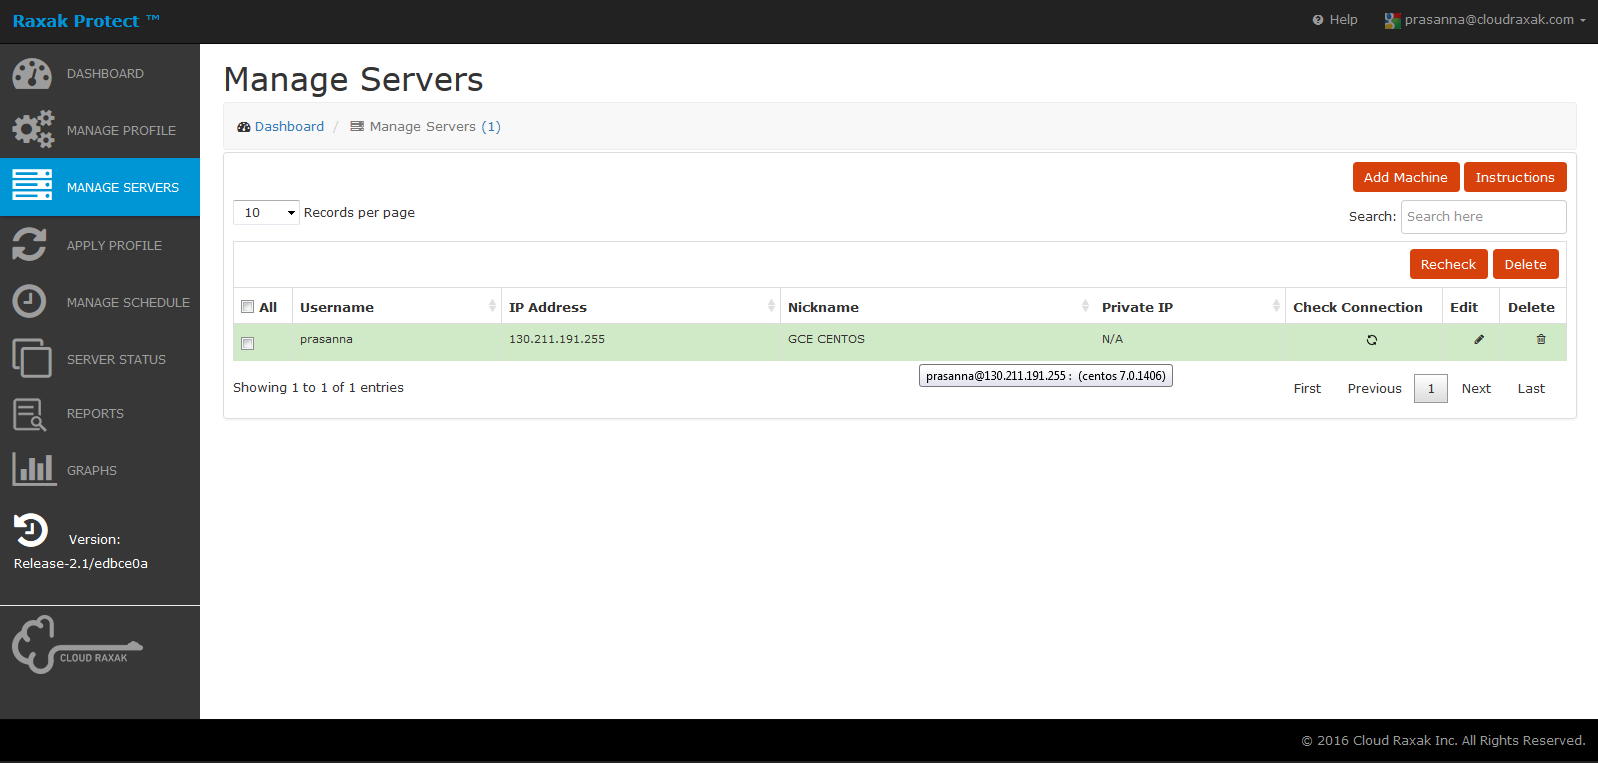 Raxak Protect ™
Help
prasanna@cloudraxak.com
DASHBOARD
MANAGE PROFILE
MANAGE SERVERS
APPLY PROFILE
MANAGE SCHEDULE
SERVER STATUS
REPORTS
GRAPHS
Version:
Release-2.1/edbce0a
CLOUD RAXAK
Manage Servers
Dashboard / Manage Servers (1)
Add Machine Instructions
10 Records per page
Search: Search here
Recheck Delete
All Username IP Address Nickname Private IP Check Connection Edit Delete
prasanna 130.211.191.255 GCE CENTOS N/A
prasanna@130.211.191.255 : (centos 7.0.1406)
Showing 1 to 1 of 1 entries
First Previous 1 Next Last
© 2016 Cloud Raxak Inc. All Rights Reserved.